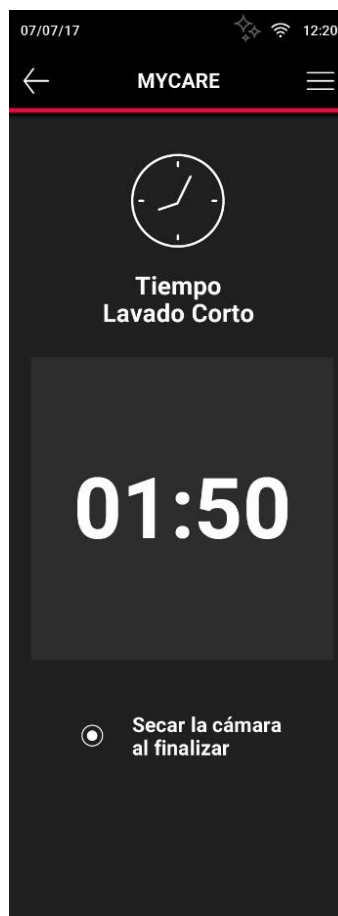 07/07/17 12:20
MYCARE
Tiempo
Lavado Corto
01:50
Secar la cámara
al finalizar